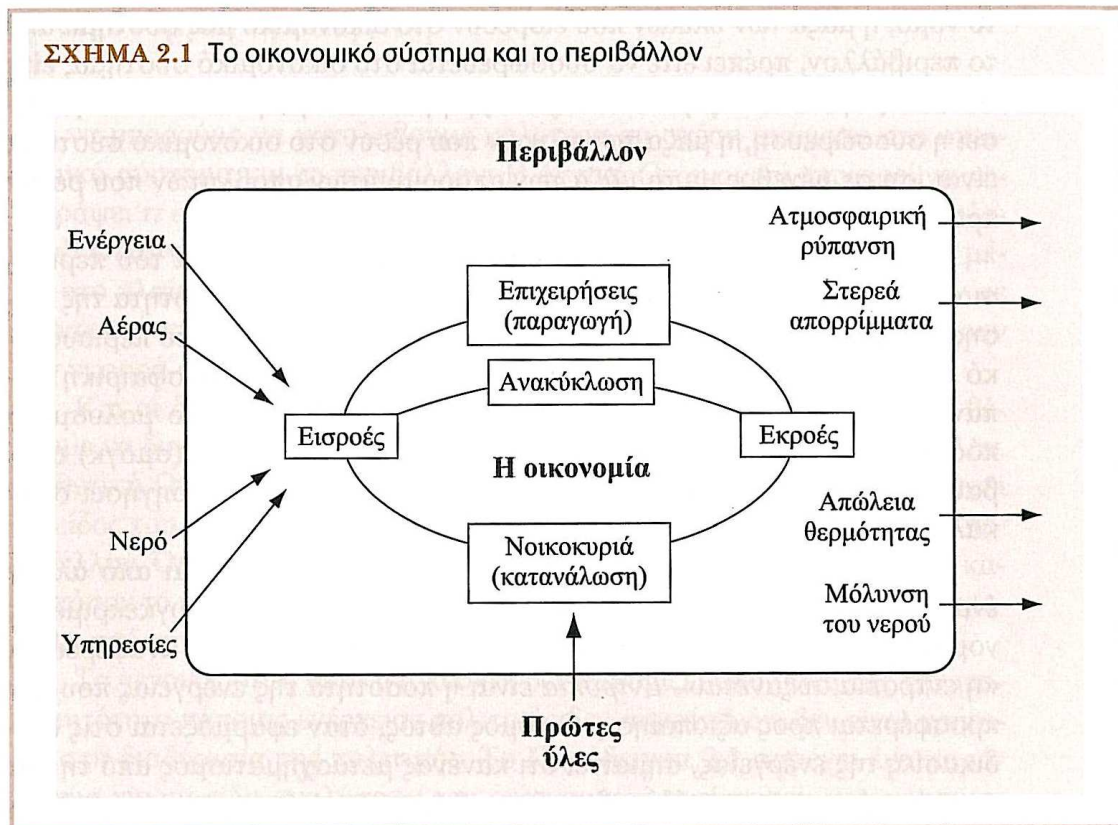 ΣΧΗΜΑ 2.1 Το οικονομικό σύστημα και το περιβάλλον
Περιβάλλον
Ενέργεια
Αέρας
Εισροές
Νερό
Υπηρεσίες
Επιχειρήσεις
(παραγωγή)
Ανακύκλωση
Η οικονομία
Νοικοκυριά
(κατανάλωση)
Εκροές
Ατμοσφαιρική
ρύπανση
Στερεά
απορρίμματα
Απώλεια
θερμότητας
Μόλυνση
του νερού
Πρώτες
ύλες